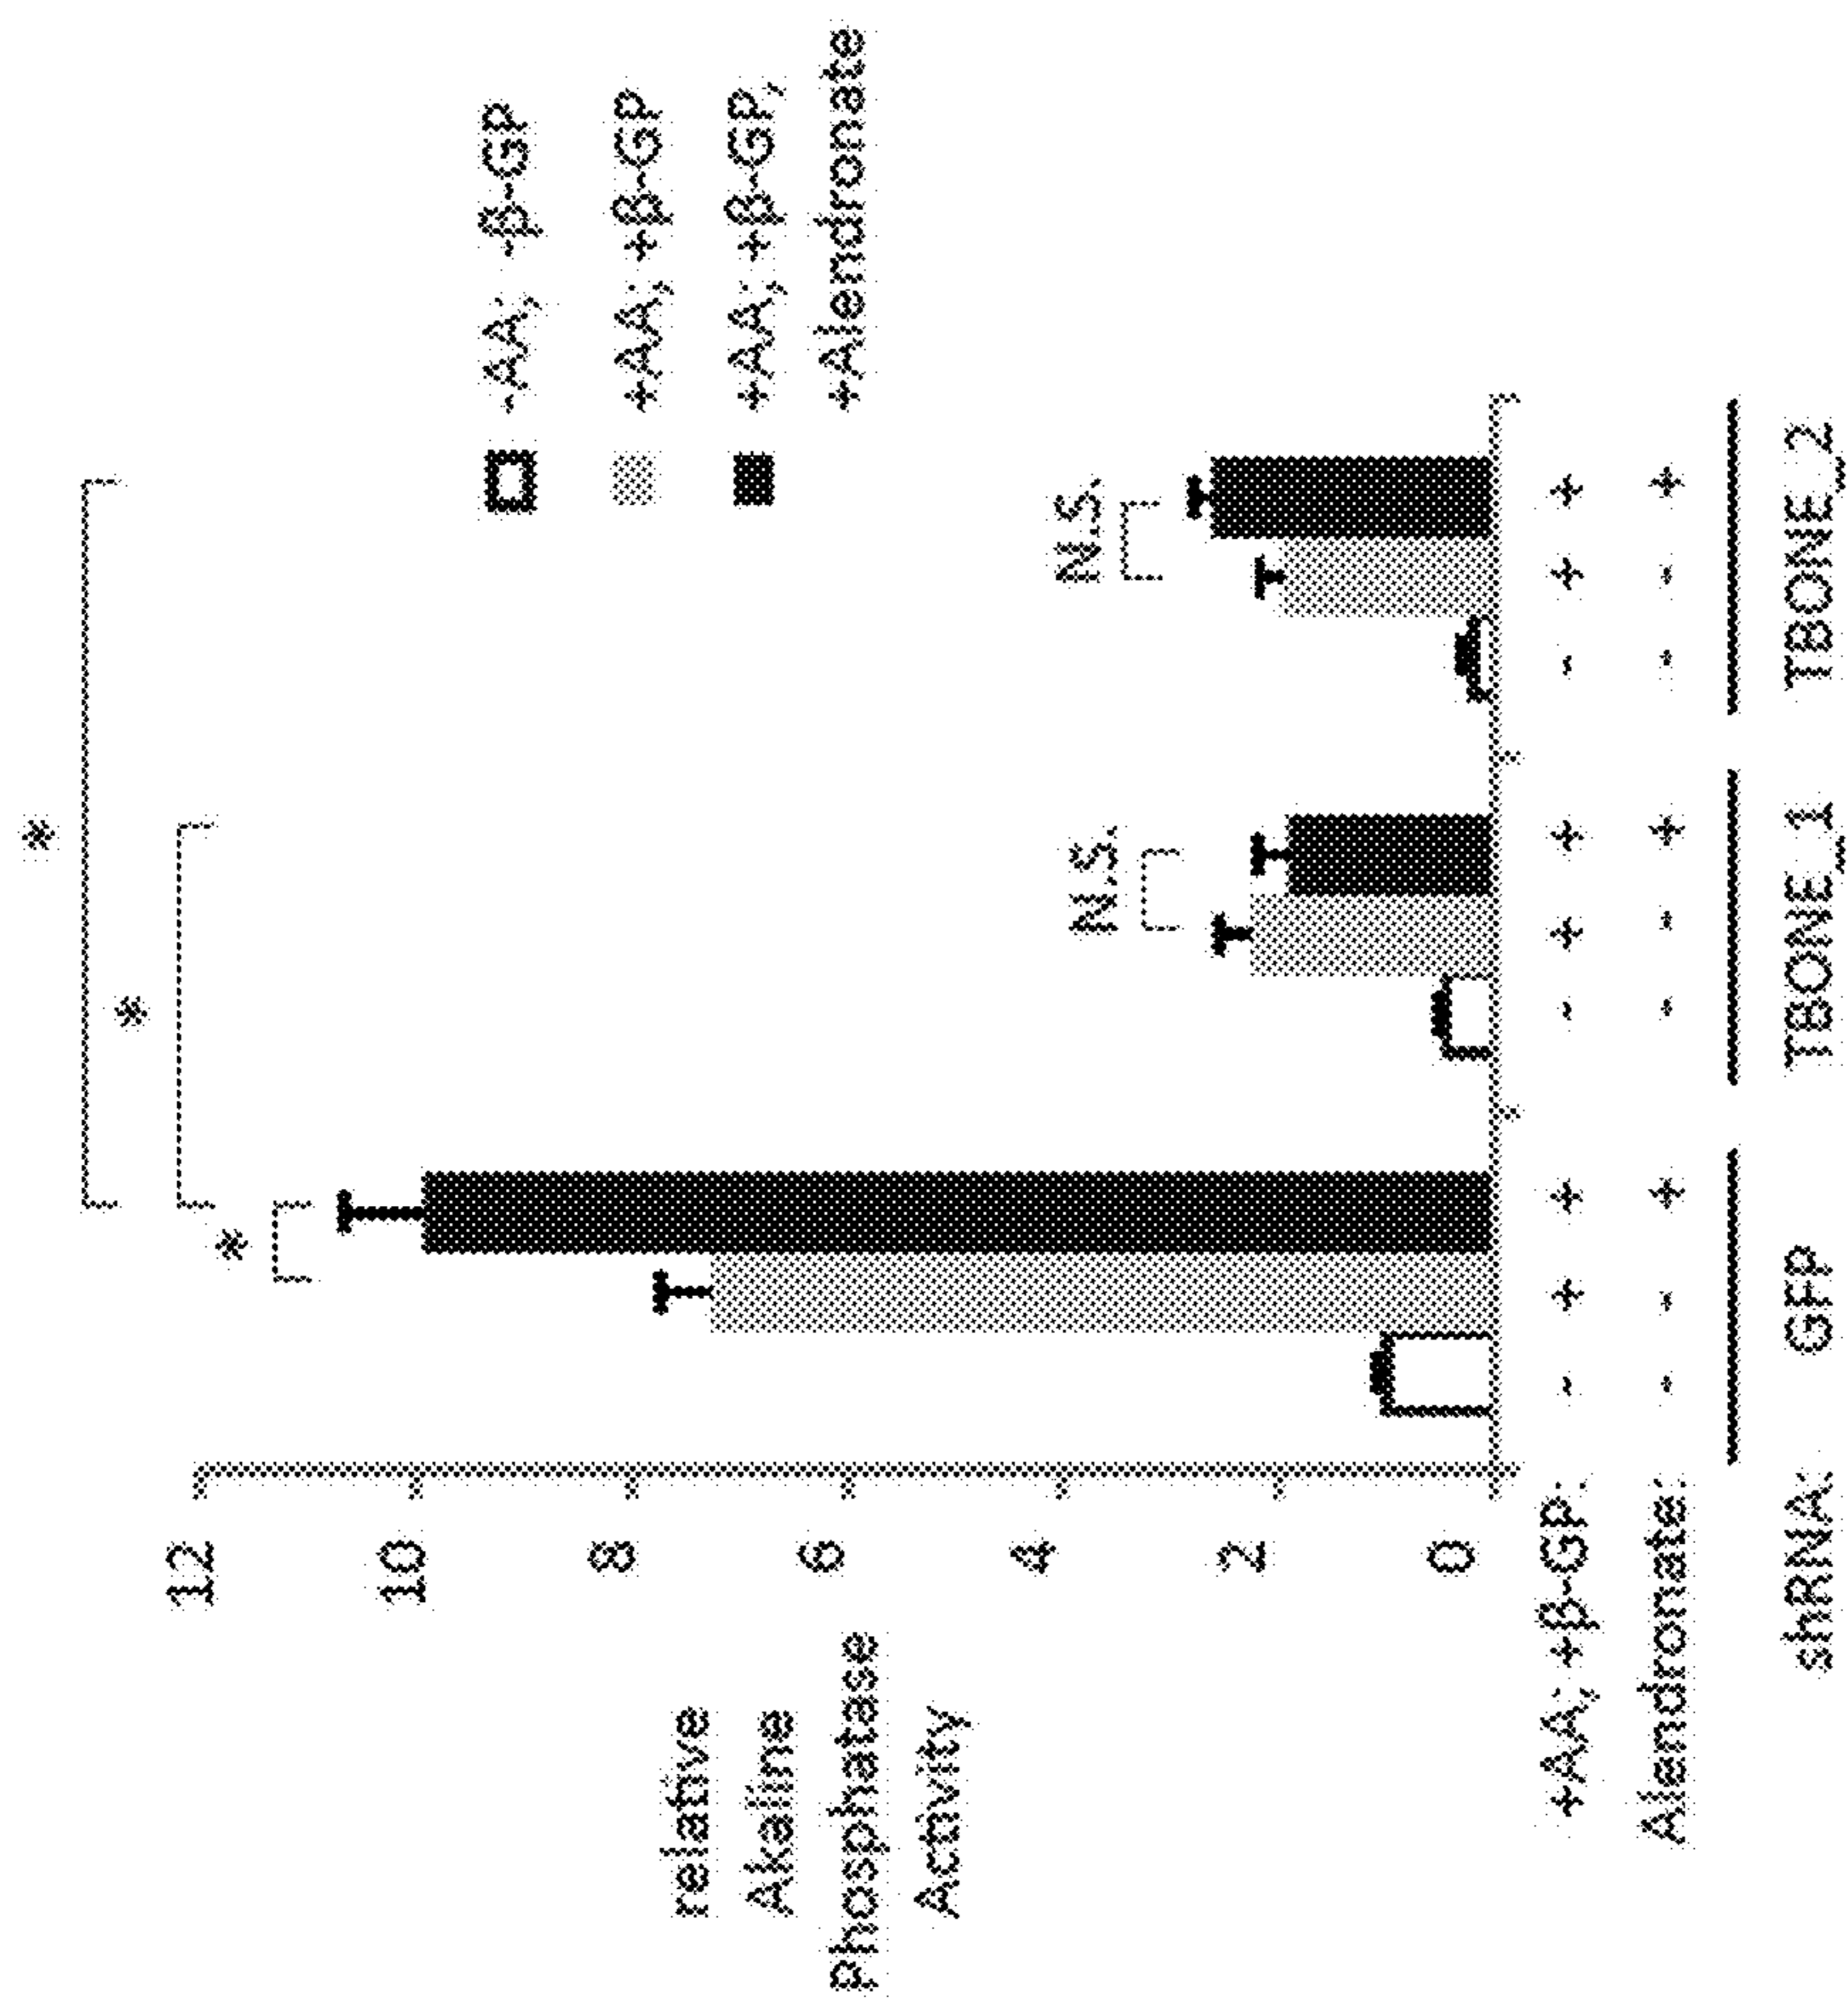 *
*
*
12
10
8
6
4
2
0
relative
Akaline
Phosphatase
Activity
N.S.
N.S.
-AA; -β-GP
+AA; +β-GP
+AA; +β-GP;
+Alendronate
+AA; +β-GP: - + + - + + - + +
Alendronate: - - + - - + - - +
shRNA: GFP TBONE_1 TBONE_2